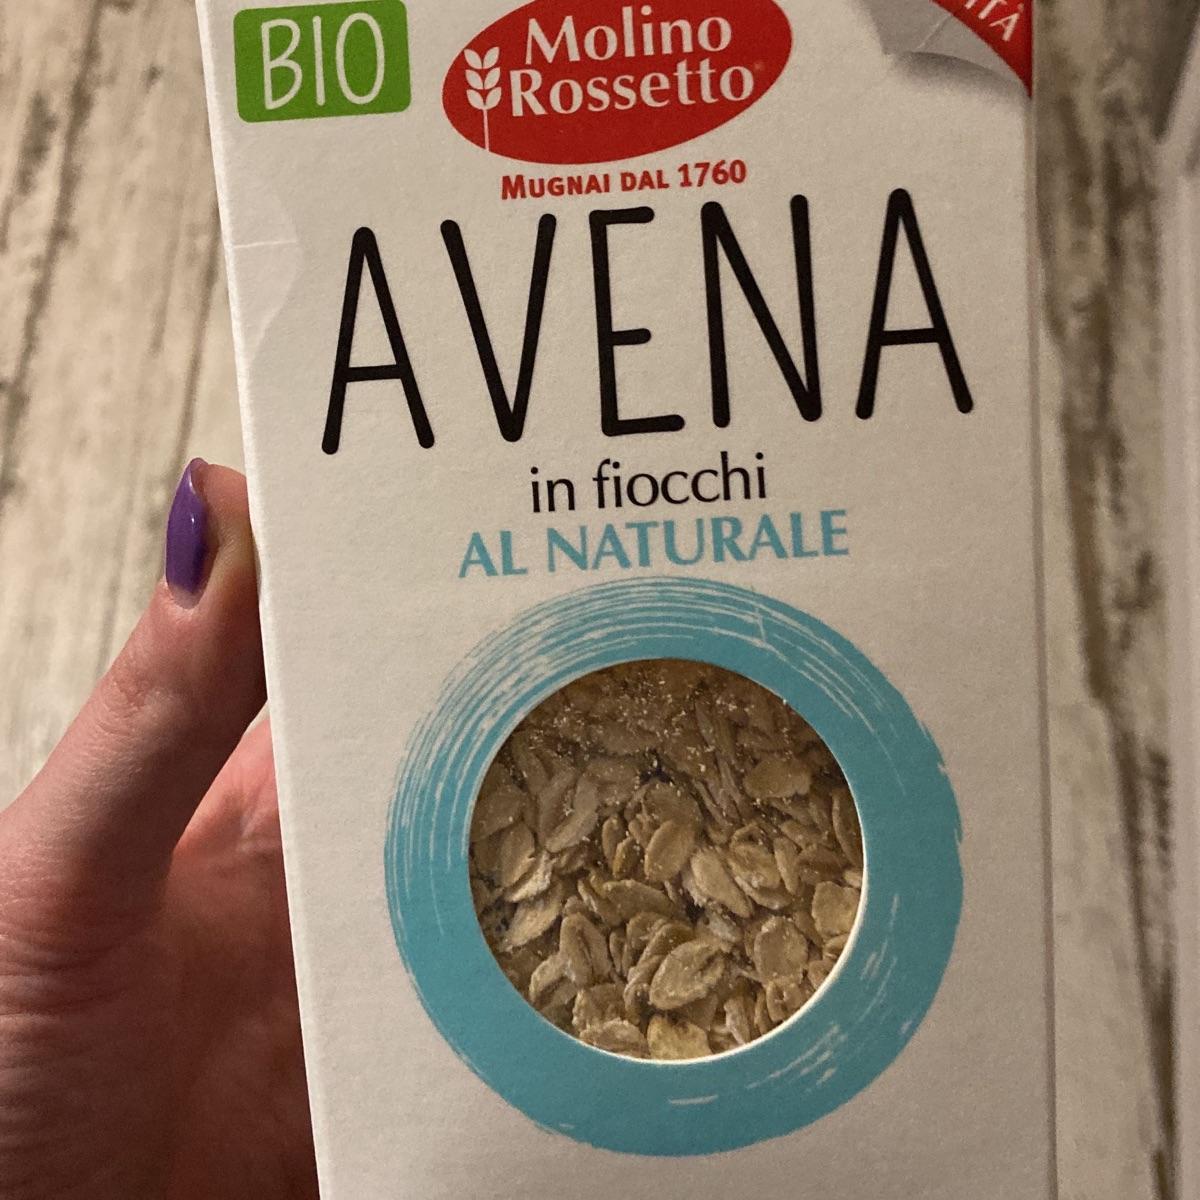 BIO
Molino
Rossetto
MUGNAI DAL 1760
AVENA
in fiocchi
AL NATURALE